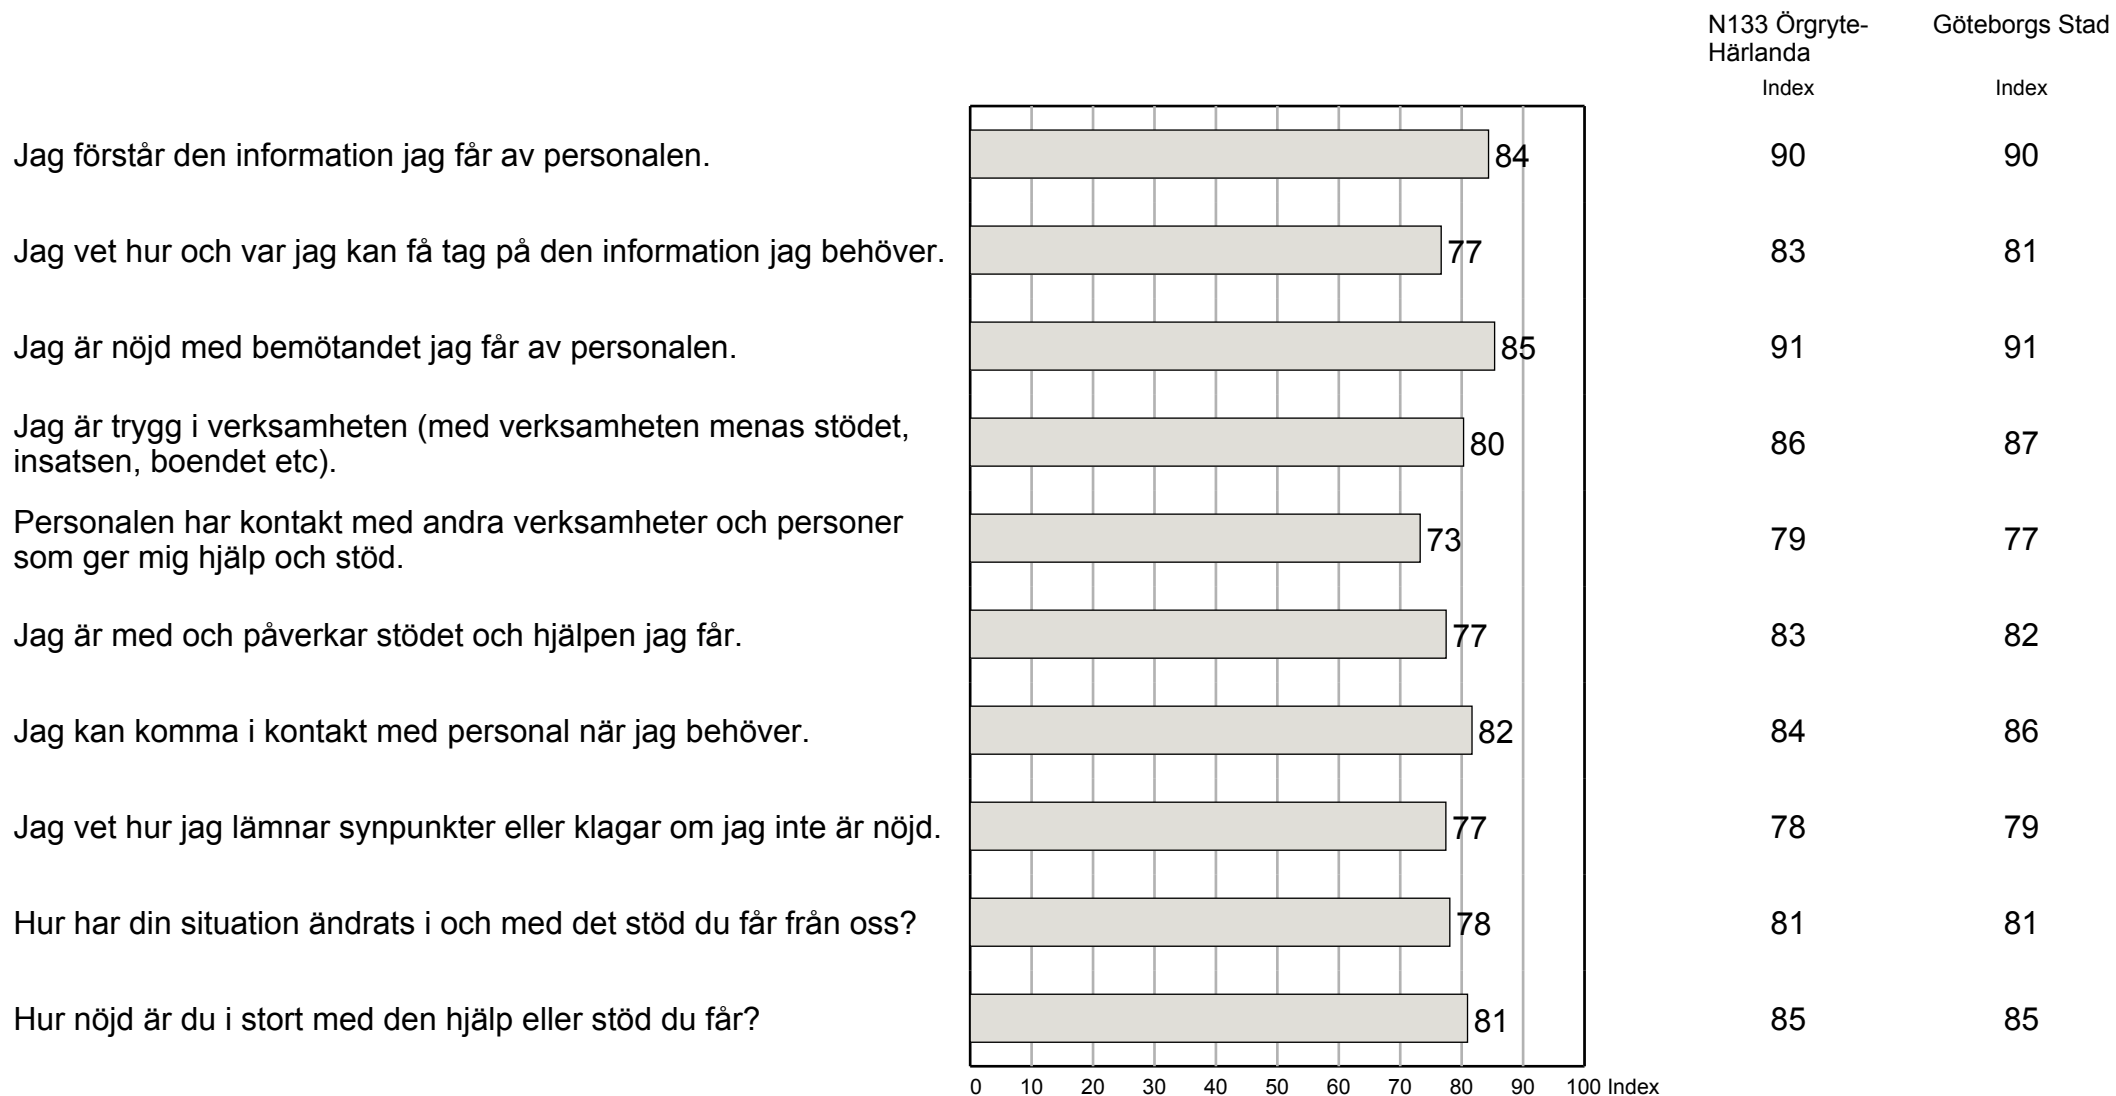 N133 Örgryte-
Härlanda
Göteborgs Stad
Index
Index
Jag förstår den information jag får av personalen.
84
90
90
Jag vet hur och var jag kan få tag på den information jag behöver.
77
83
81
Jag är nöjd med bemötandet jag får av personalen.
85
91
91
Jag är trygg i verksamheten (med verksamheten menas stödet,
insatsen, boendet etc).
80
86
87
Personalen har kontakt med andra verksamheter och personer
som ger mig hjälp och stöd.
73
79
77
Jag är med och påverkar stödet och hjälpen jag får.
77
83
82
Jag kan komma i kontakt med personal när jag behöver.
82
84
86
Jag vet hur jag lämnar synpunkter eller klagar om jag inte är nöjd.
77
78
79
Hur har din situation ändrats i och med det stöd du får från oss?
78
81
81
Hur nöjd är du i stort med den hjälp eller stöd du får?
81
85
85
0 10 20 30 40 50 60 70 80 90 100 Index